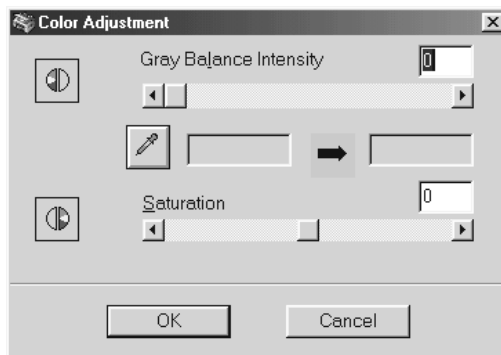 Color Adjustment
Gray Balance Intensity
0
Saturation
0
OK
Cancel